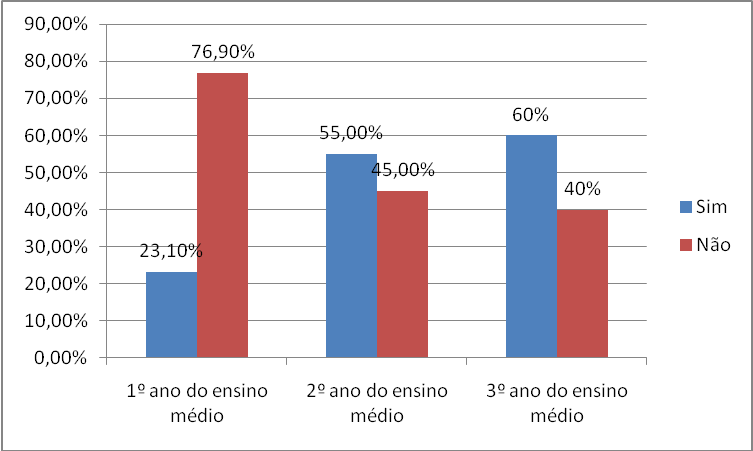 90,00%
80,00%
70,00%
60,00%
50,00%
40,00%
30,00%
20,00%
10,00%
0,00%
23,10%
76,90%
55,00%
45,00%
60%
40%
1º ano do ensino
médio
2º ano do ensino
médio
3º ano do ensino
médio
Sim
Não